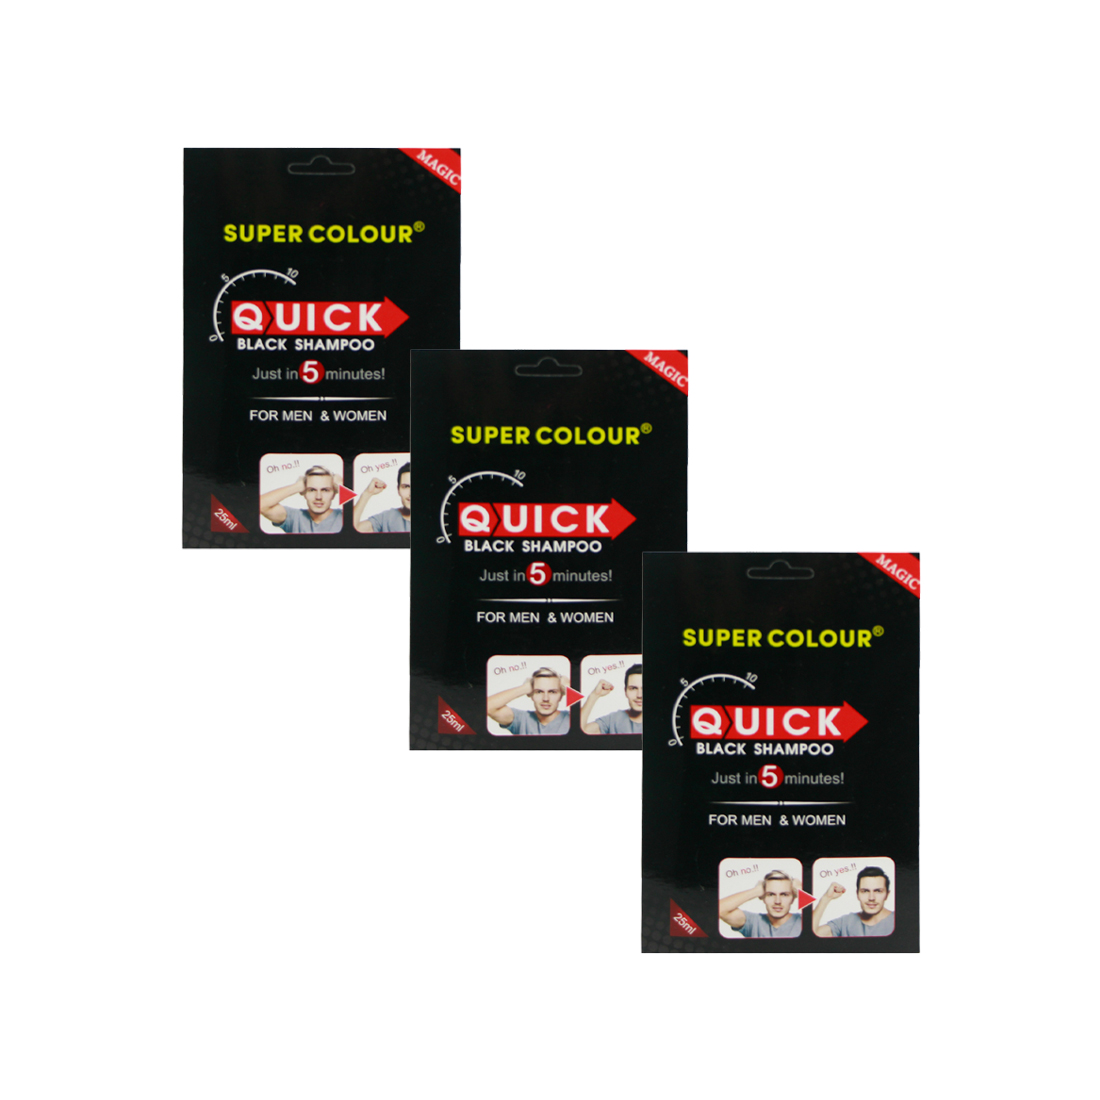 MAGIC
SUPER COLOUR®
0 5 10
QUICK
BLACK SHAMPOO
Just in 5 minutes!
FOR MEN & WOMEN
Oh no.!!
Oh yes.!!
25ml
MAGIC
SUPER COLOUR®
0 5 10
QUICK
BLACK SHAMPOO
Just in 5 minutes!
FOR MEN & WOMEN
Oh no.!!
Oh yes.!!
25ml
MAGIC
SUPER COLOUR®
0 5 10
QUICK
BLACK SHAMPOO
Just in 5 minutes!
FOR MEN & WOMEN
Oh no.!!
Oh yes.!!
25ml